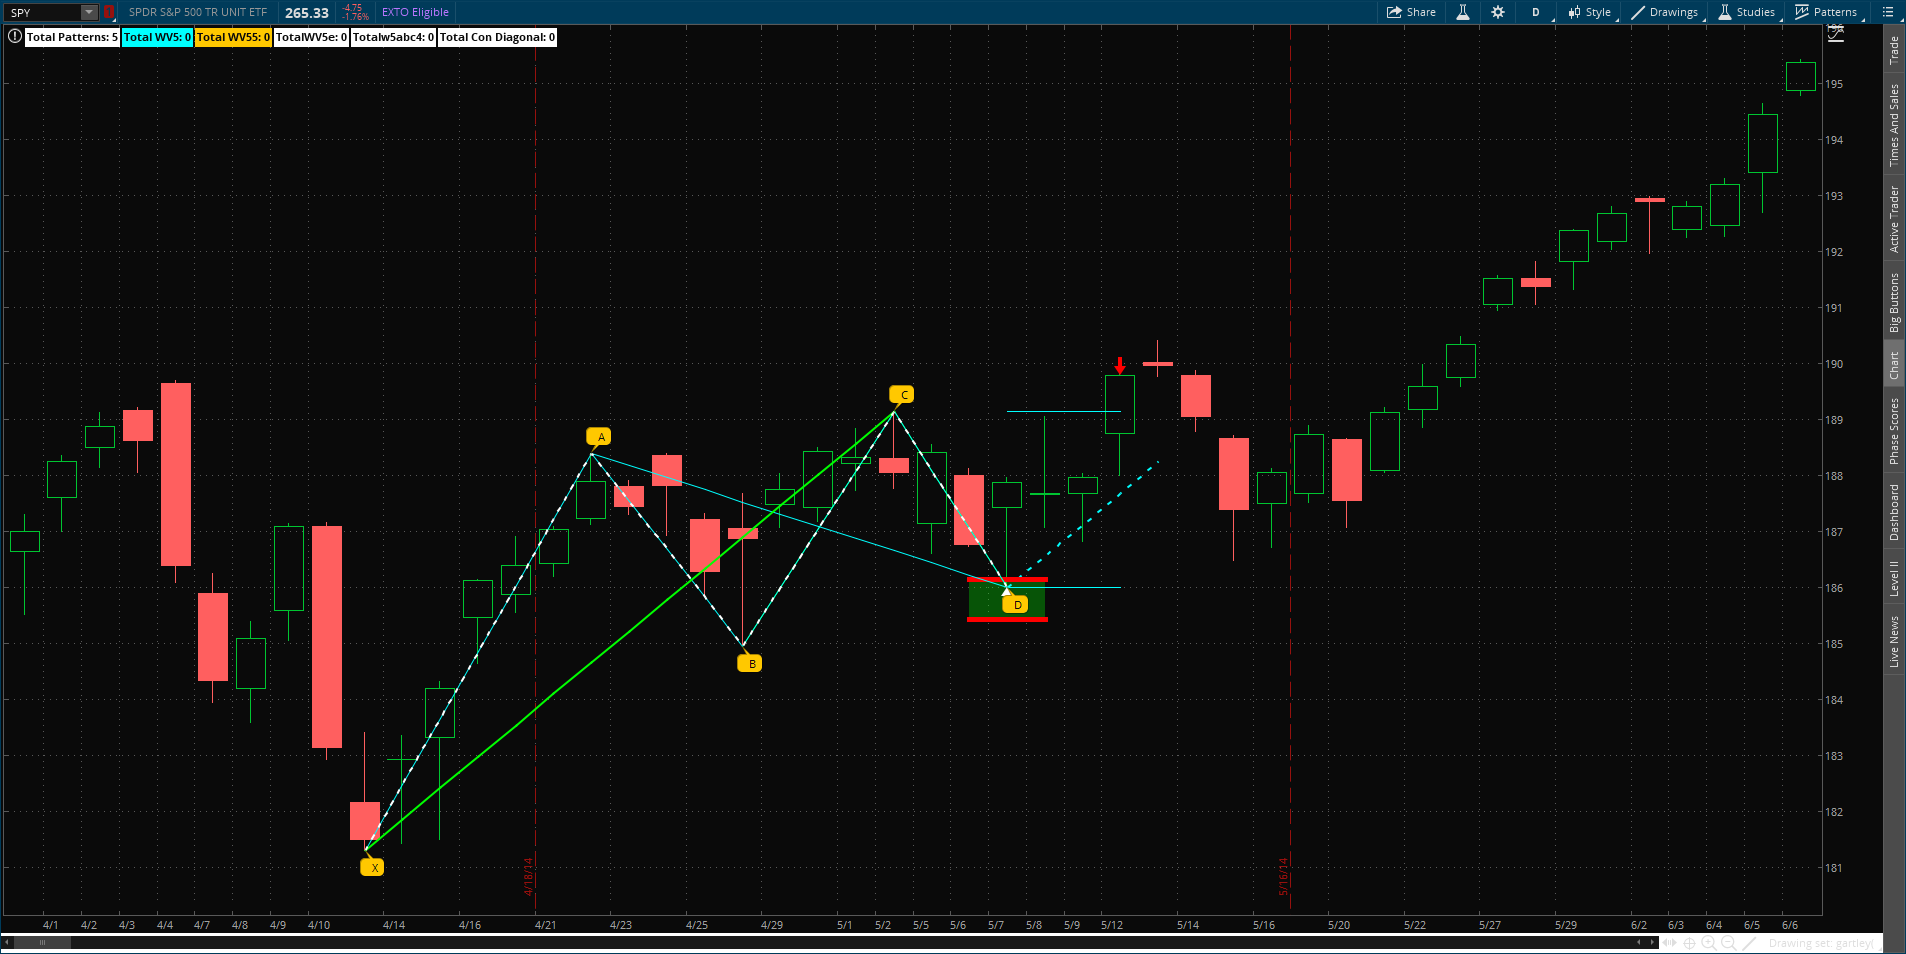 SPY SPDR S&P 500 TR UNIT ETF 265.33 -4.75 -1.76% EXTO Eligible Share D Style Drawings Studies Patterns
Total Patterns: 5 Total WV5: 0 Total WV55: 0 TotalWV5e: 0 Totalw5abc4: 0 Total Con Diagonal: 0
195
194
193
192
191
190
189
188
187
186
185
184
183
182
181
C
A
D
B
X
4/18/14
5/16/14
4/1 4/2 4/3 4/4 4/7 4/8 4/9 4/10 4/14 4/16 4/21 4/23 4/25 4/29 5/1 5/2 5/5 5/6 5/7 5/8 5/9 5/12 5/14 5/16 5/20 5/22 5/27 5/29 6/2 6/3 6/4 6/5 6/6
Drawing set: gartley(
Trade
Times And Sales
Active Trader
Big Buttons
Chart
Phase Scores
Dashboard
Level II
Live News